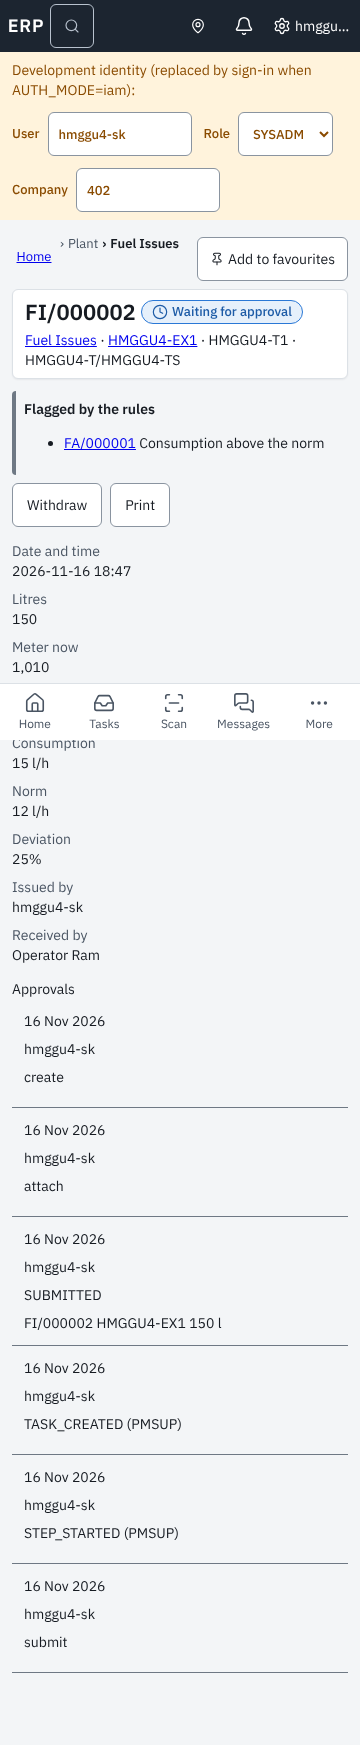 ERP
hmggu4...
Development identity (replaced by sign-in when
AUTH_MODE=iam):
User hmggu4-sk Role SYSADM
Company 402
Home › Plant › Fuel Issues
Add to favourites
FI/000002 Waiting for approval
Fuel Issues · HMGGU4-EX1 · HMGGU4-T1 ·
HMGGU4-T/HMGGU4-TS
Flagged by the rules
FA/000001 Consumption above the norm
Withdraw Print
Date and time
2026-11-16 18:47
Litres
150
Meter now
1,010
Home Tasks Scan Messages More
Consumption
15 l/h
Norm
12 l/h
Deviation
25%
Issued by
hmggu4-sk
Received by
Operator Ram
Approvals
16 Nov 2026
hmggu4-sk
create
16 Nov 2026
hmggu4-sk
attach
16 Nov 2026
hmggu4-sk
SUBMITTED
FI/000002 HMGGU4-EX1 150 l
16 Nov 2026
hmggu4-sk
TASK_CREATED (PMSUP)
16 Nov 2026
hmggu4-sk
STEP_STARTED (PMSUP)
16 Nov 2026
hmggu4-sk
submit